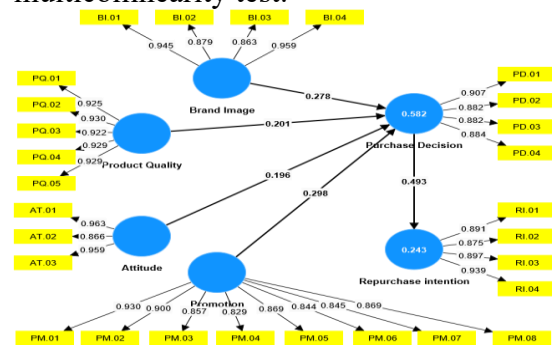 multicollinearity test.
BI.01 BI.02 BI.03 BI.04
0.945 0.879 0.863 0.959
Brand Image
PQ.01
PQ.02
PQ.03
PQ.04
PQ.05
0.925
0.930
0.922
0.929
0.929
Product Quality
AT.01
AT.02
AT.03
0.963
0.866
0.959
Attitude
Promotion
0.930 0.900 0.857 0.829 0.869 0.844 0.845 0.869
PM.01 PM.02 PM.03 PM.04 PM.05 PM.06 PM.07 PM.08
0.278
0.201
0.196
0.298
0.582
Purchase Decision
0.907
0.882
0.882
0.884
PD.01
PD.02
PD.03
PD.04
0.493
0.243
Repurchase intention
0.891
0.875
0.897
0.939
RI.01
RI.02
RI.03
RI.04